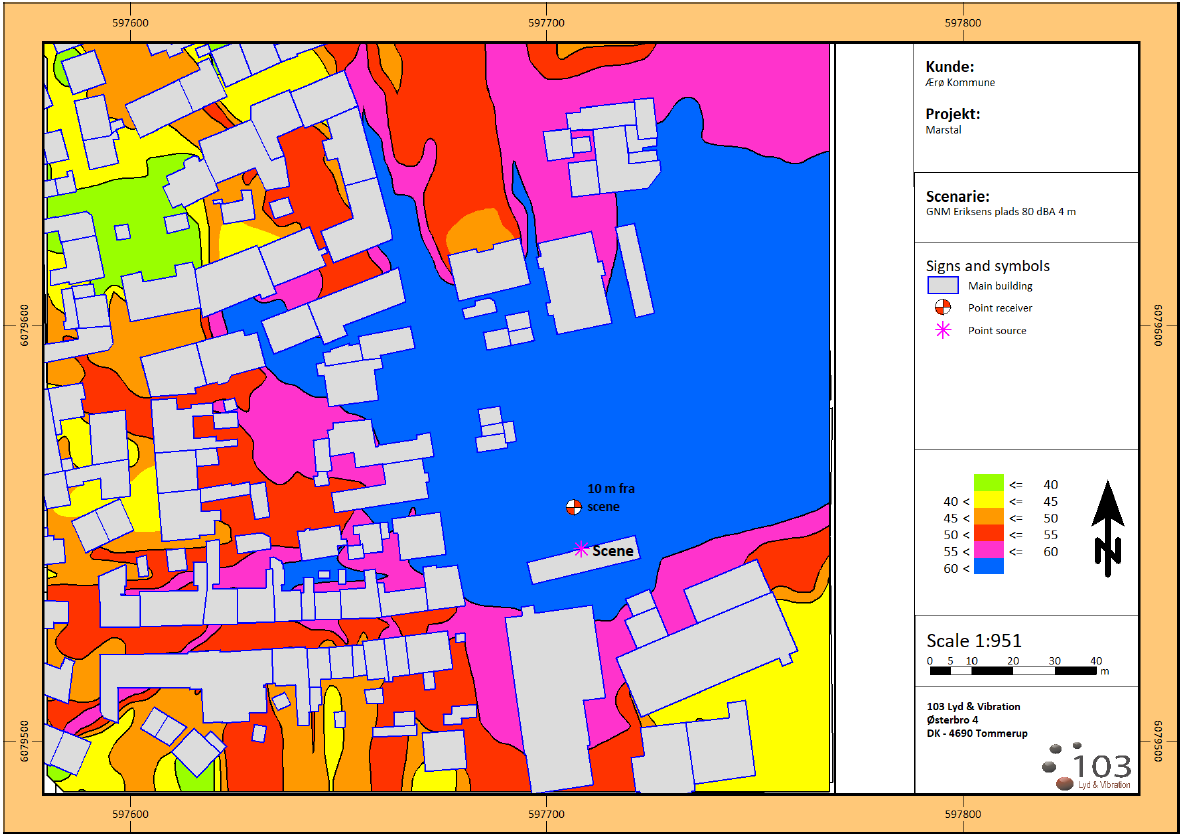 597600 597700 597800
6079600
6079500
10 m fra
scene
Scene
Kunde:
Ærø Kommune
Projekt:
Marstal
Scenarie:
GNM Eriksens plads 80 dBA 4 m
Signs and symbols
Main building
Point receiver
Point source
<= 40
40 < <= 45
45 < <= 50
50 < <= 55
55 < <= 60
60 <
N
Scale 1:951
0 5 10 20 30 40
m
103 Lyd & Vibration
Østerbro 4
DK - 4690 Tommerup
103
Lyd & Vibration
6079600
6079500
597600 597700 597800